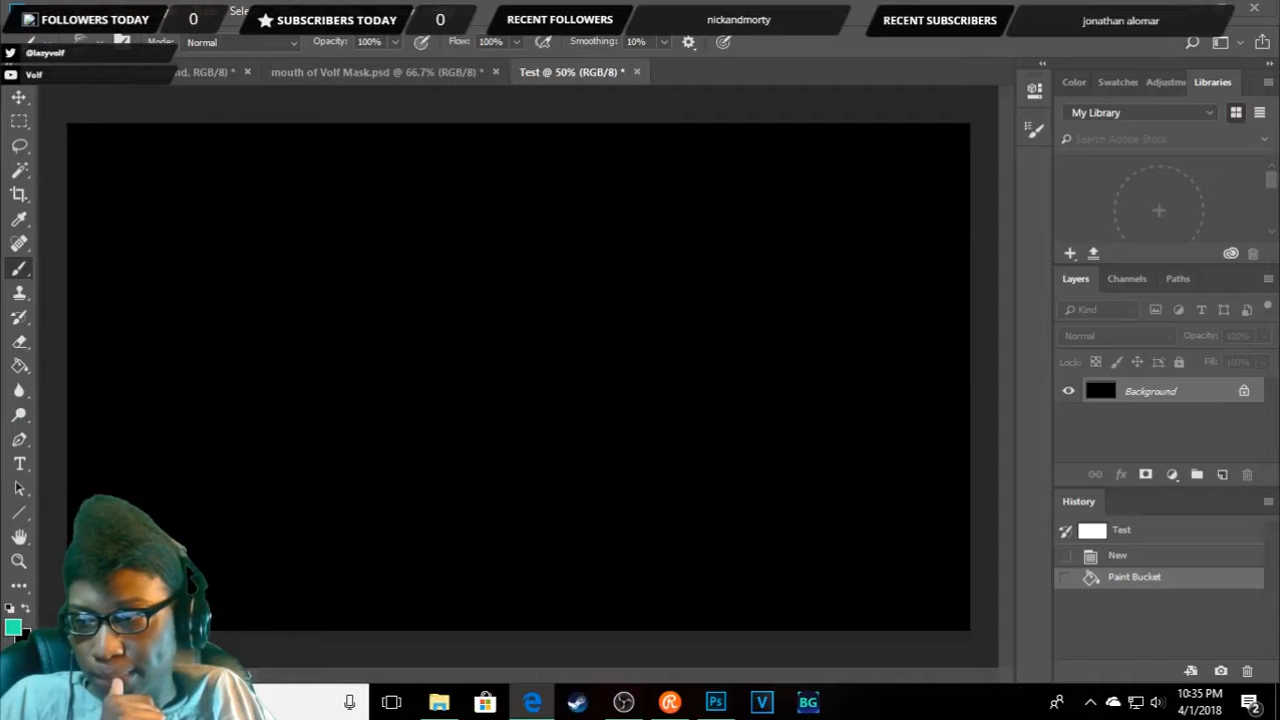 FOLLOWERS TODAY 0 SUBSCRIBERS TODAY 0 RECENT FOLLOWERS nickandmorty RECENT SUBSCRIBERS jonathan alomar
Mode: Normal Opacity: 100% Flow: 100% Smoothing: 10%
@lazyvolf
Volf
nd, RGB/8) * mouth of Volf Mask.psd @ 66.7% (RGB/8) * Test @ 50% (RGB/8) *
Color Swatches Adjustme Libraries
My Library
Search Adobe Stock
Layers Channels Paths
Kind
Normal Opacity: 100%
Lock: Fill: 100%
Background
History
Test
New
Paint Bucket
10:35 PM
4/1/2018